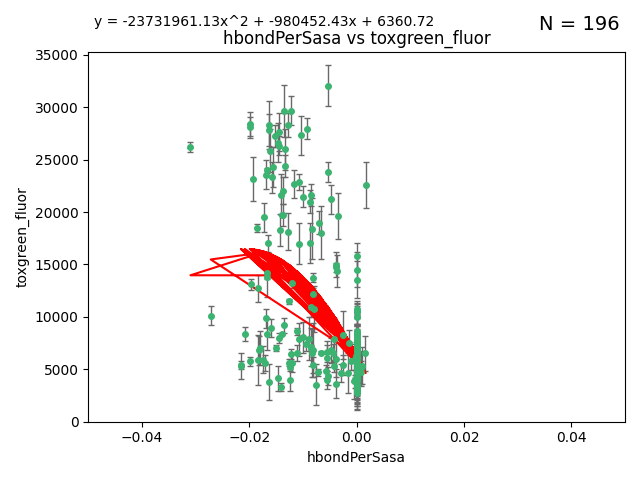 y = -23731961.13x^2 + -980452.43x + 6360.72
N = 196
hbondPerSasa vs toxgreen_fluor
35000
30000
25000
20000
15000
10000
5000
0
toxgreen_fluor
−0.04
−0.02
0.00
0.02
0.04
hbondPerSasa